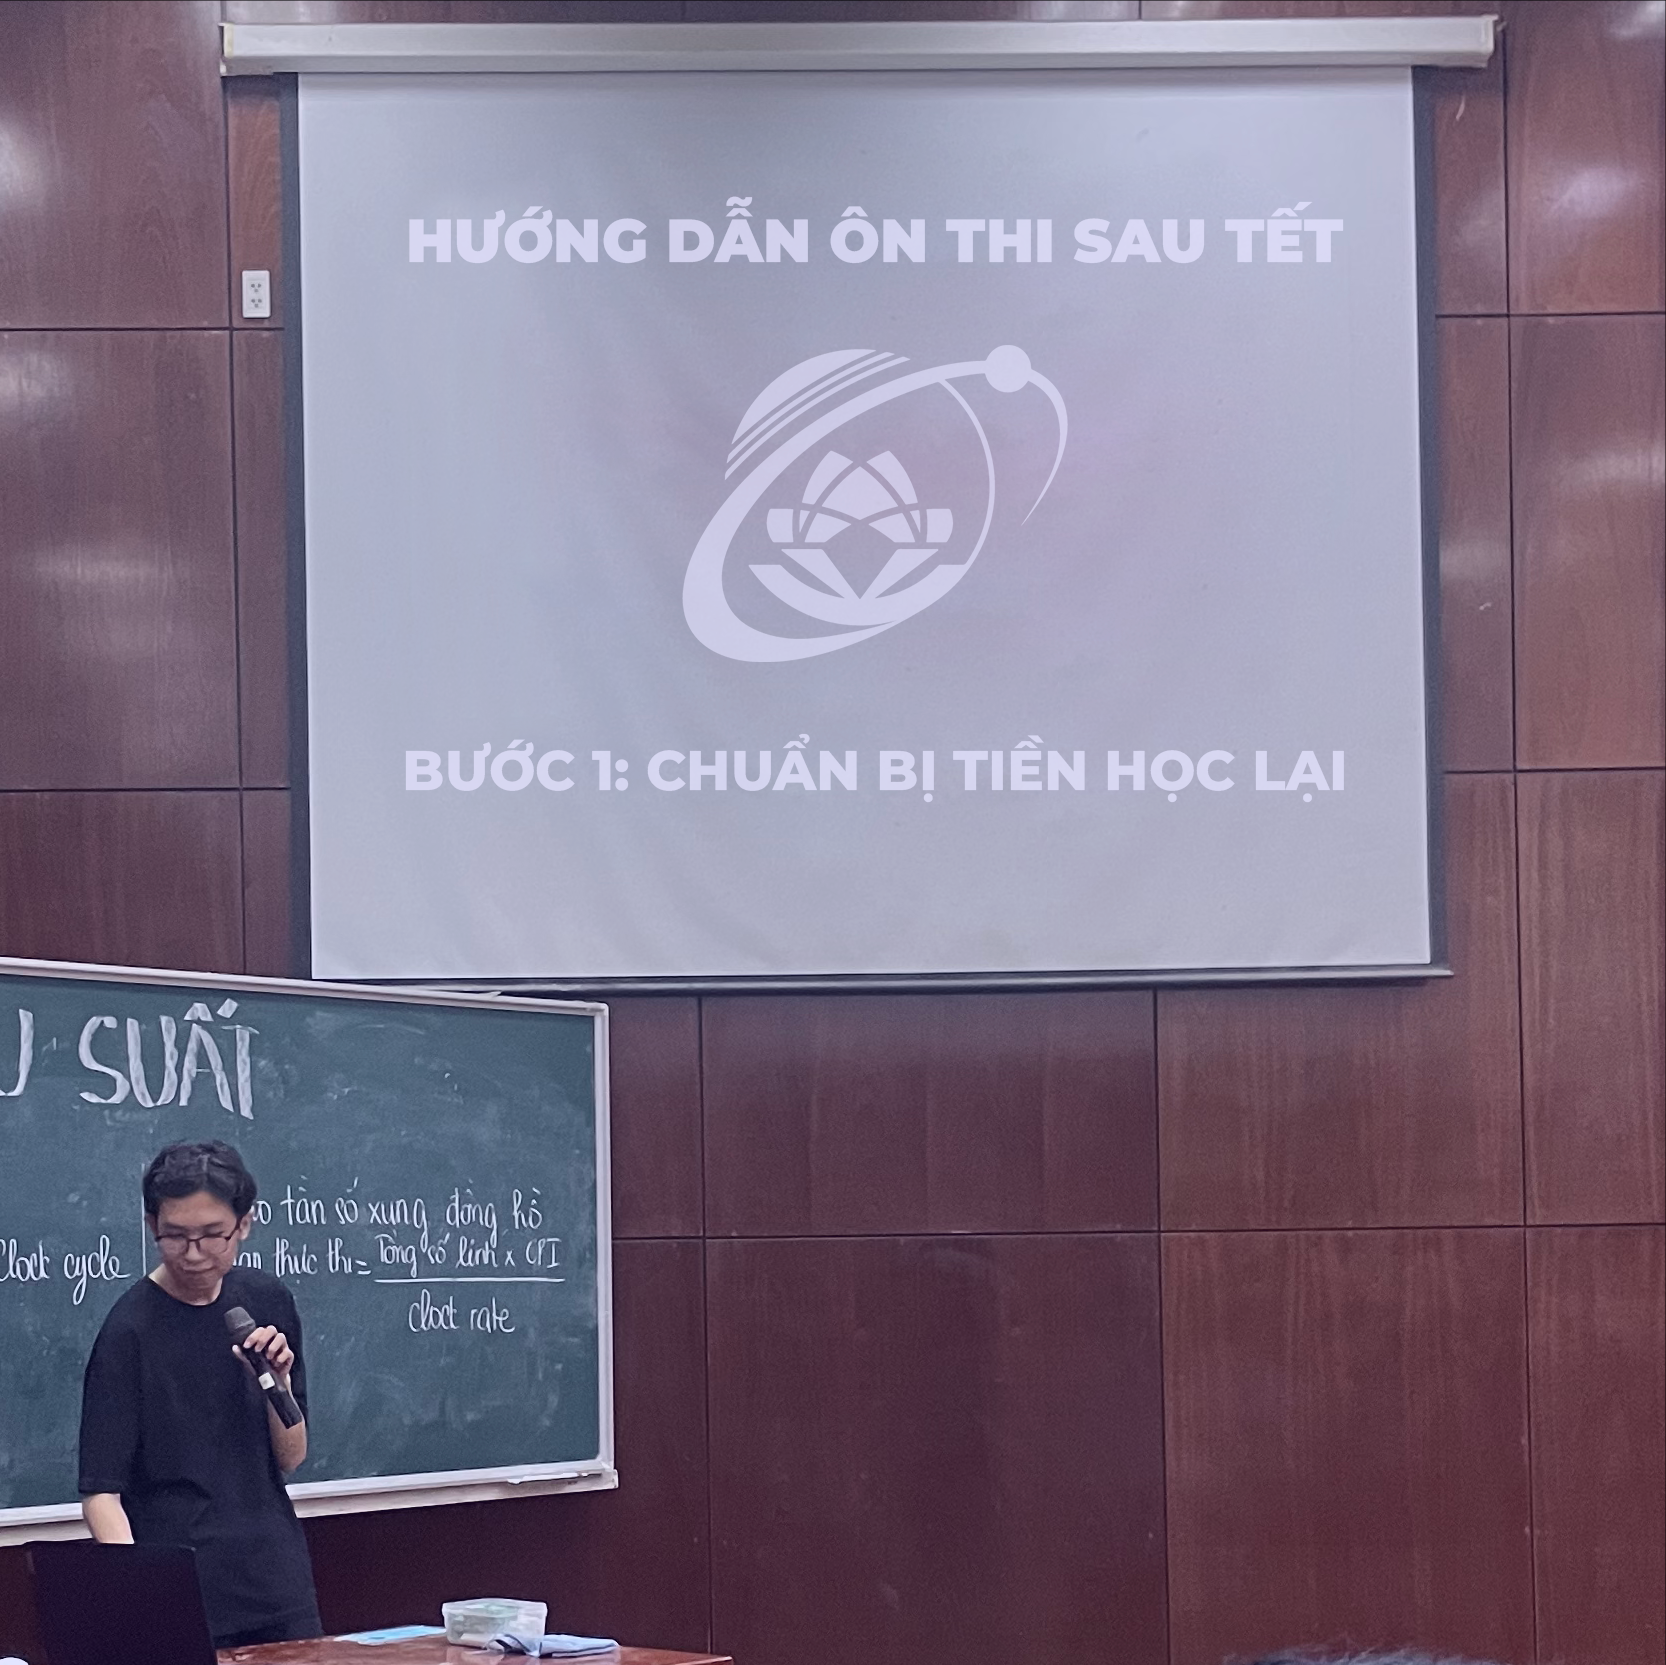 HƯỚNG DẪN ÔN THI SAU TẾT
BƯỚC 1: CHUẨN BỊ TIỀN HỌC LẠI
SUẤT
tần số xung đồng hồ
Clock cycle
thực thi = Tổng số lệnh x CPI
clock rate